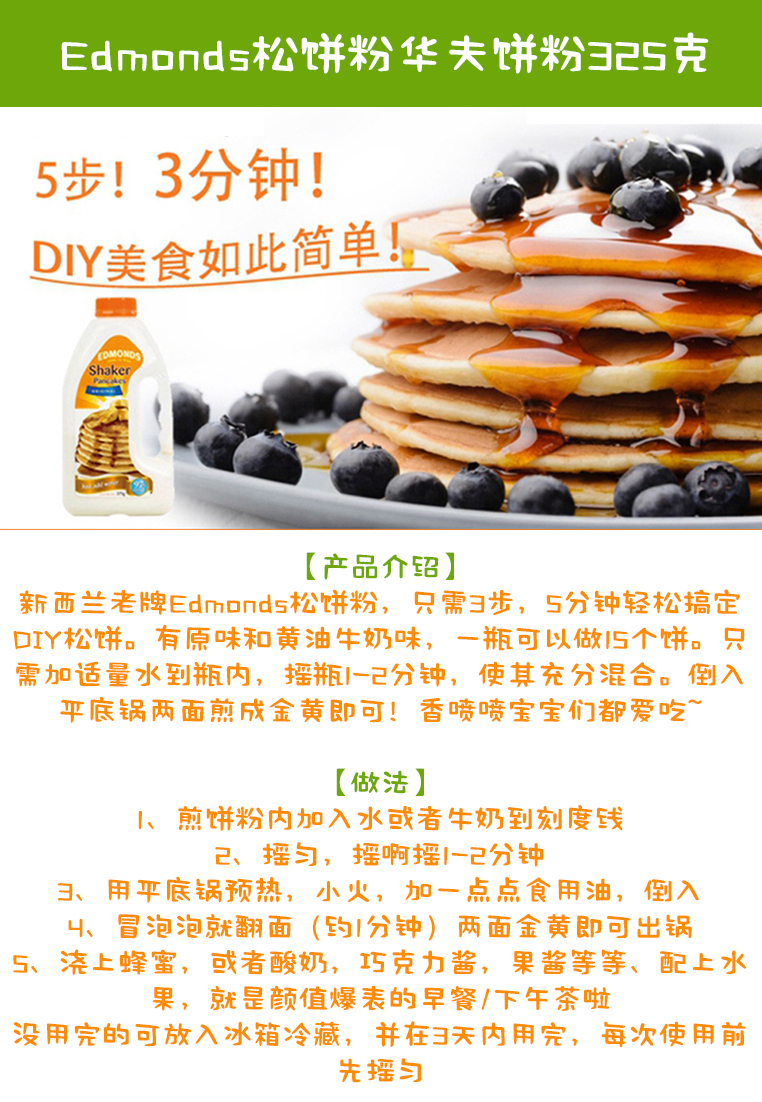 Edmonds松饼粉华夫饼粉325克
5步！3分钟！
DIY美食如此简单！
EDMONDS
Shaker
Pancakes
ORIGINAL
【产品介绍】
新西兰老牌Edmonds松饼粉，只需3步，5分钟轻松搞定
DIY松饼。有原味和黄油牛奶味，一瓶可以做15个饼。只
需加适量水到瓶内，摇瓶1-2分钟，使其充分混合。倒入
平底锅两面煎成金黄即可！香喷喷宝宝们都爱吃~
【做法】
1、煎饼粉内加入水或者牛奶到刻度线
2、摇匀，摇啊摇1-2分钟
3、用平底锅预热，小火，加一点点食用油，倒入
4、冒泡泡就翻面（约1分钟）两面金黄即可出锅
5、浇上蜂蜜，或者酸奶，巧克力酱，果酱等等、配上水
果，就是颜值爆表的早餐/下午茶啦
没用完的可放入冰箱冷藏，并在3天内用完，每次使用前
先摇匀